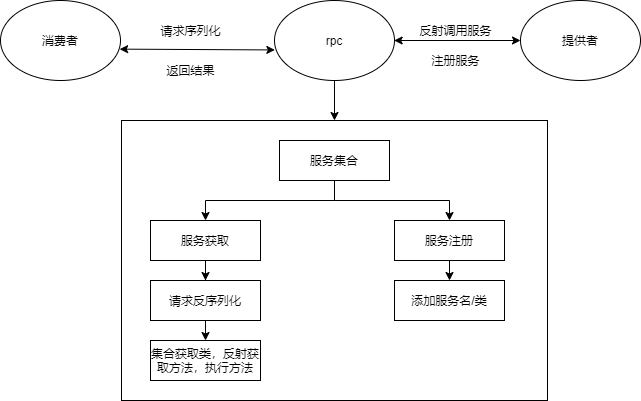 消费者
请求序列化
返回结果
rpc
反射调用服务
注册服务
提供者
服务集合
服务获取
服务注册
请求反序列化
添加服务名/类
集合获取类，反射获
取方法，执行方法